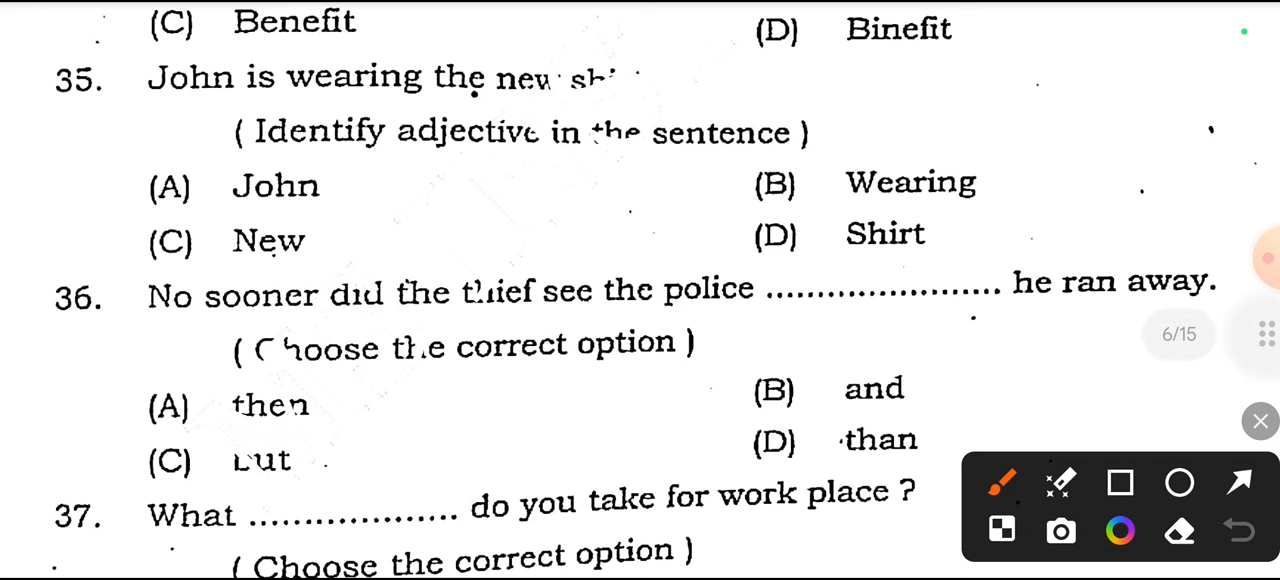 (C) Benefit (D) Binefit
35. John is wearing the new
( Identify adjective in the sentence )
(A) John (B) Wearing
(C) New (D) Shirt
36. No sooner did the thief see the police ........................ he ran away.
( Choose the correct option )
(A) then (B) and
(C) but (D) than
37. What ..................... do you take for work place ?
( Choose the correct option )
6/15